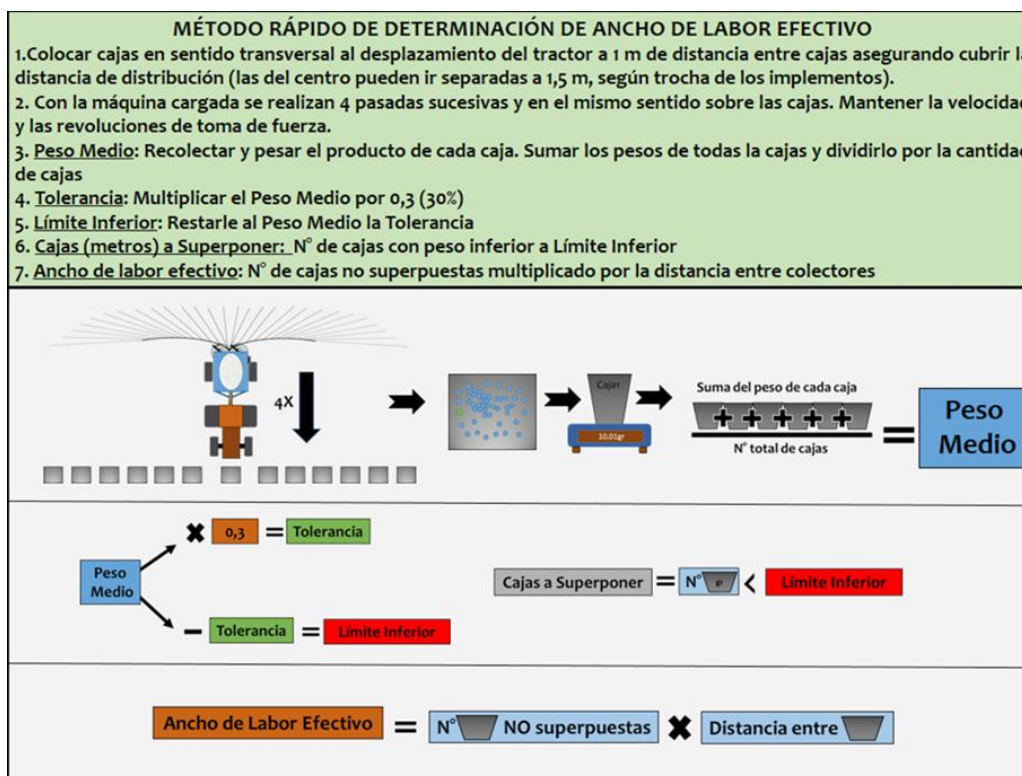 MÉTODO RÁPIDO DE DETERMINACIÓN DE ANCHO DE LABOR EFECTIVO
1.Colocar cajas en sentido transversal al desplazamiento del tractor a 1 m de distancia entre cajas asegurando cubrir la
distancia de distribución (las del centro pueden ir separadas a 1,5 m, según trocha de los implementos).
2. Con la máquina cargada se realizan 4 pasadas sucesivas y en el mismo sentido sobre las cajas. Mantener la velocidad
y las revoluciones de toma de fuerza.
3. Peso Medio: Recolectar y pesar el producto de cada caja. Sumar los pesos de todas la cajas y dividirlo por la cantidad
de cajas
4. Tolerancia: Multiplicar el Peso Medio por 0,3 (30%)
5. Límite Inferior: Restarle al Peso Medio la Tolerancia
6. Cajas (metros) a Superponer: N° de cajas con peso inferior a Límite Inferior
7. Ancho de labor efectivo: N° de cajas no superpuestas multiplicado por la distancia entre colectores
4X
Caja1
10,01gr
Suma del peso de cada caja
+ + + + +
N° total de cajas
=
Peso
Medio
Peso
Medio
× 0,3 = Tolerancia
− Tolerancia = Límite Inferior
Cajas a Superponer = N° < Límite Inferior
Ancho de Labor Efectivo = N° NO superpuestas × Distancia entre